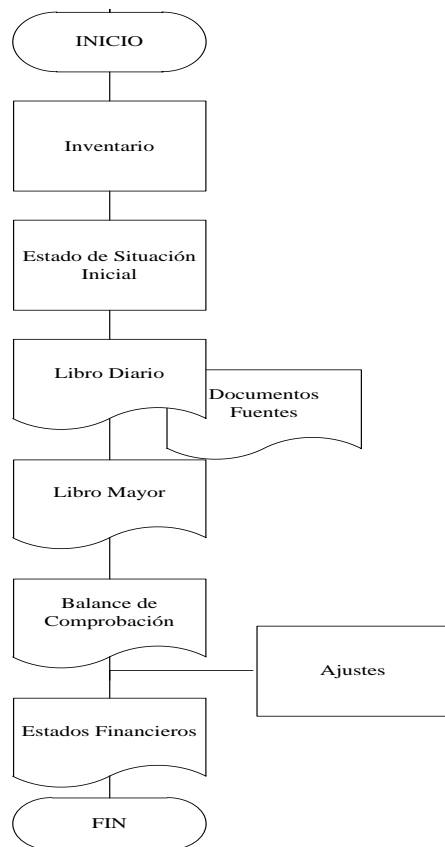 INICIO
Inventario
Estado de Situación
Inicial
Libro Diario
Documentos
Fuentes
Libro Mayor
Balance de
Comprobación
Ajustes
Estados Financieros
FIN